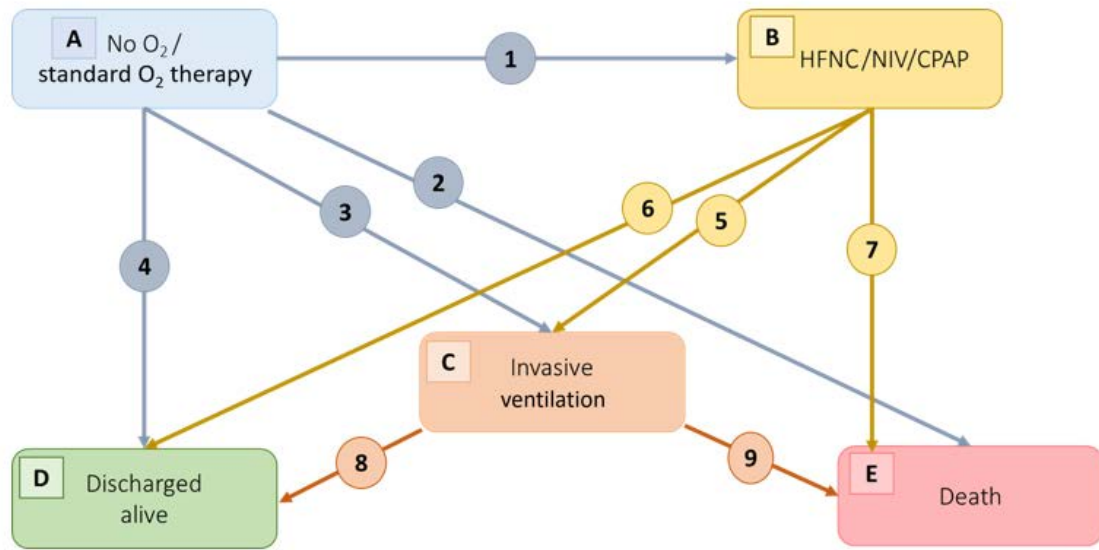 A
No O₂ /
standard O₂ therapy
1
B
HFNC/NIV/CPAP
2
3
4
5
6
7
C
Invasive
ventilation
8
9
D
Discharged
alive
E
Death